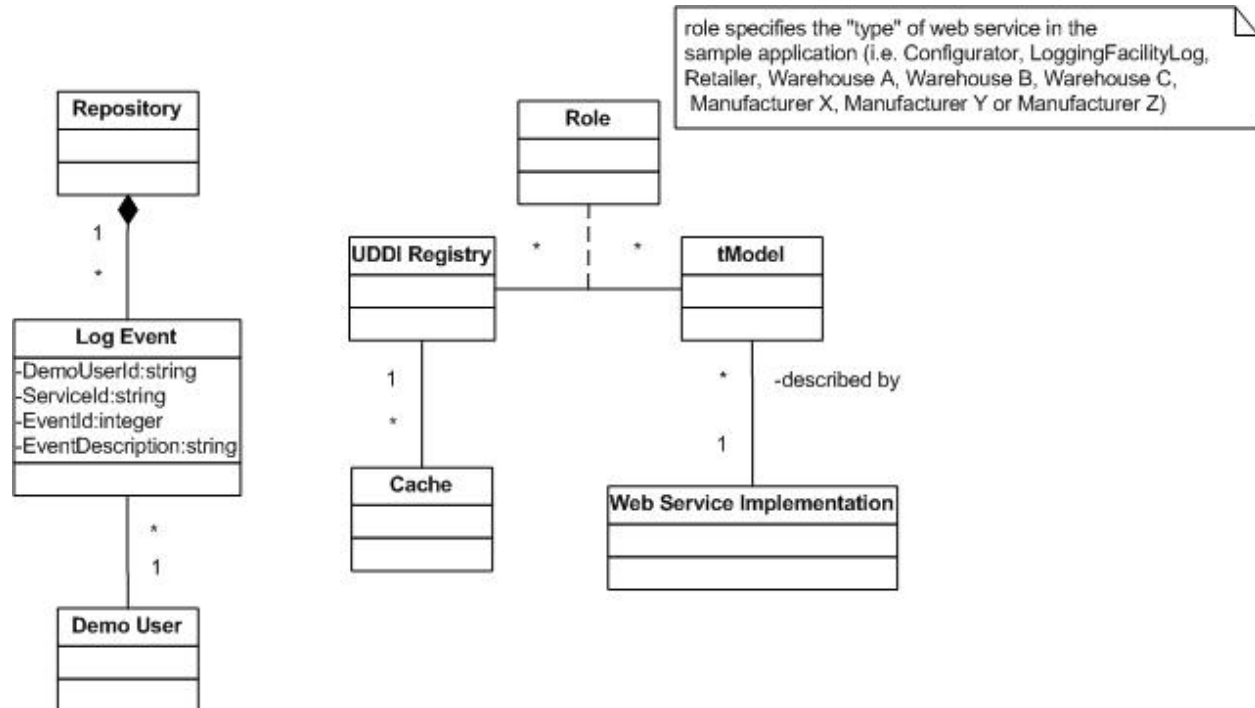 role specifies the "type" of web service in the
sample application (i.e. Configurator, LoggingFacilityLog,
Retailer, Warehouse A, Warehouse B, Warehouse C,
Manufacturer X, Manufacturer Y or Manufacturer Z)
Repository
Role
1
*
UDDI Registry
*
*
tModel
Log Event
-DemoUserId:string
-ServiceId:string
-EventId:integer
-EventDescription:string
1
*
*
-described by
1
Cache
Web Service Implementation
*
1
Demo User